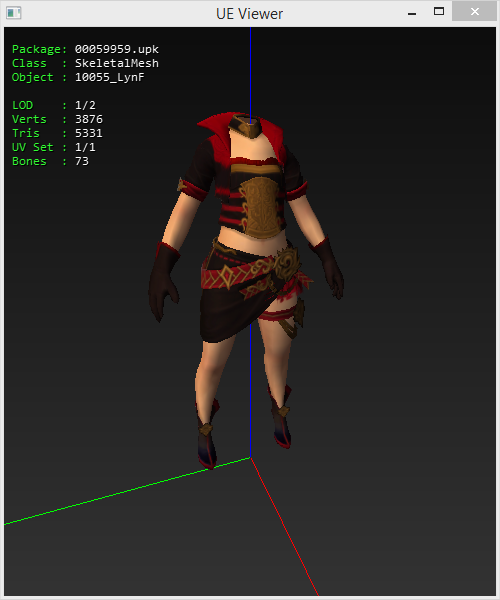 UE Viewer
Package: 00059959.upk
Class  : SkeletalMesh
Object : 10055_LynF
LOD    : 1/2
Verts  : 3876
Tris   : 5331
UV Set : 1/1
Bones  : 73